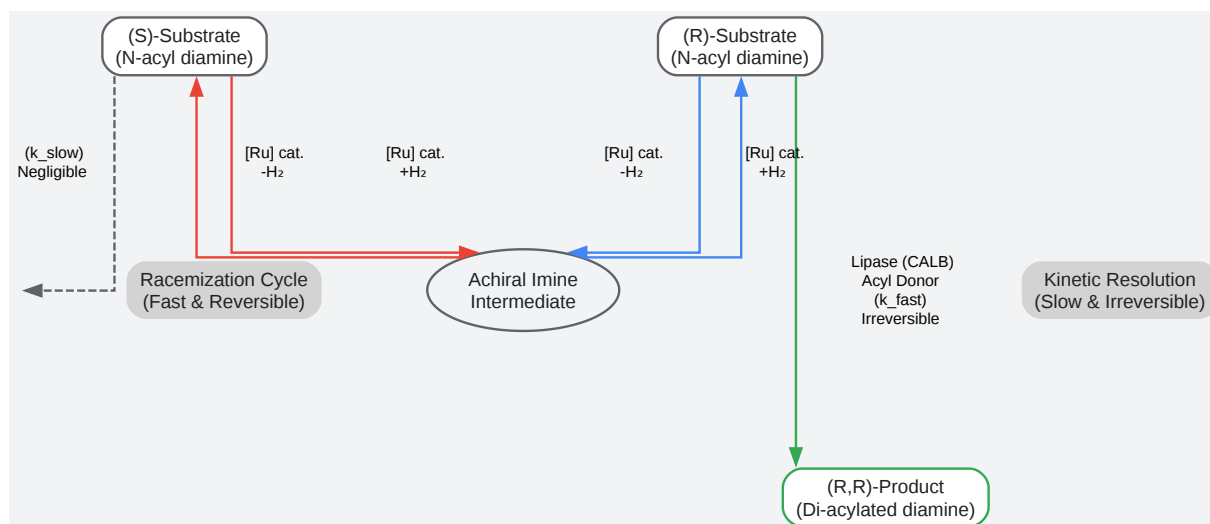 (S)-Substrate
(N-acyl diamine)
(R)-Substrate
(N-acyl diamine)
(k_slow)
Negligible
[Ru] cat.
-H₂
[Ru] cat.
+H₂
[Ru] cat.
-H₂
[Ru] cat.
+H₂
Racemization Cycle
(Fast & Reversible)
Achiral Imine
Intermediate
Lipase (CALB)
Acyl Donor
(k_fast)
Irreversible
Kinetic Resolution
(Slow & Irreversible)
(R,R)-Product
(Di-acylated diamine)